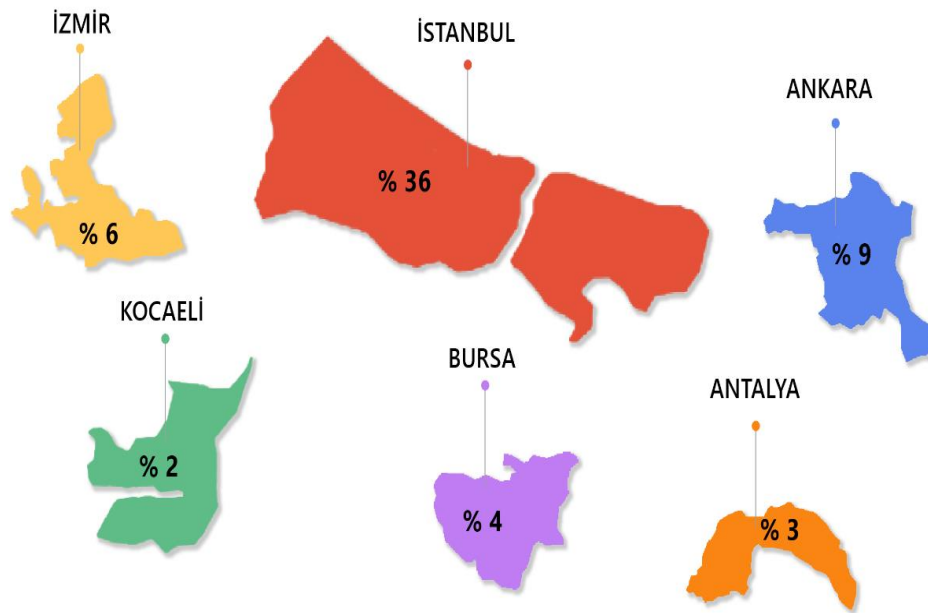 İZMİR
% 6
İSTANBUL
% 36
ANKARA
% 9
KOCAELİ
% 2
BURSA
% 4
ANTALYA
% 3